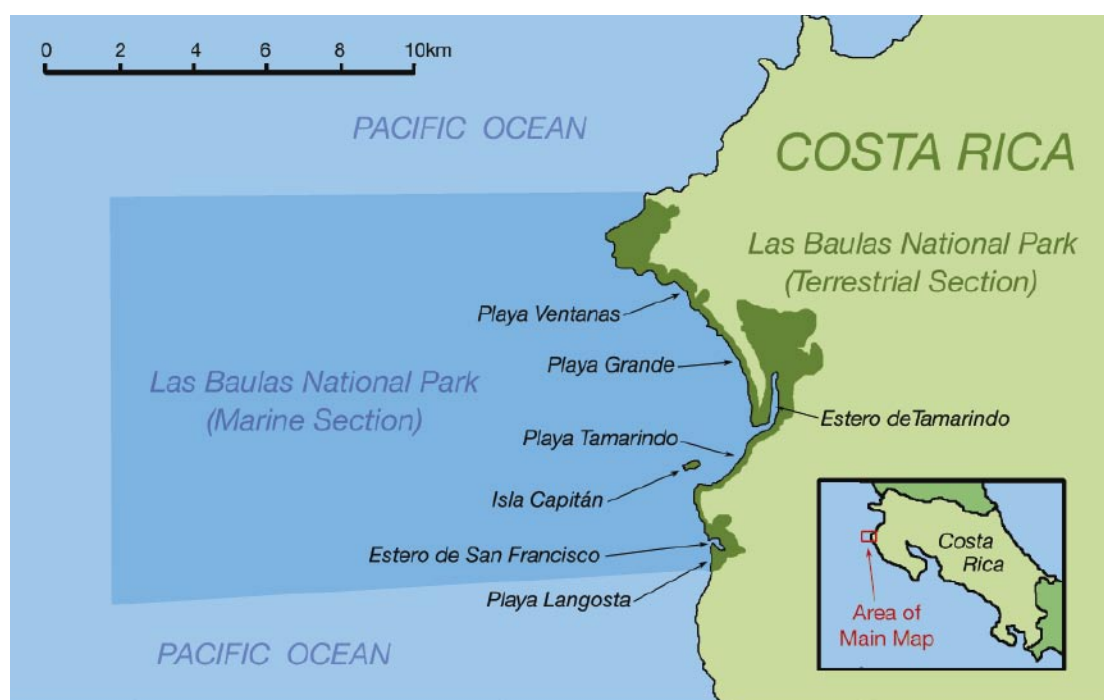 0 2 4 6 8 10km
PACIFIC OCEAN
COSTA RICA
Las Baulas National Park
(Terrestrial Section)
Playa Ventanas
Playa Grande
Las Baulas National Park
(Marine Section)
Estero de Tamarindo
Playa Tamarindo
Isla Capitán
Estero de San Francisco
Playa Langosta
PACIFIC OCEAN
Costa
Rica
Area of
Main Map